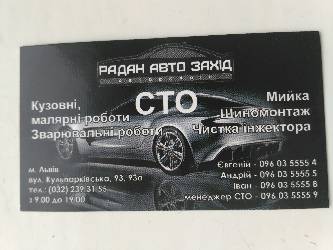 РАДАН АВТО ЗАХІД
Кузовні,
малярні роботи
Зварювальні роботи
СТО
Мийка
Шиномонтаж
Чистка інжектора
м. Львів
вул. Кульпарківська, 93, 93а
тел.: (032) 239 31 55
з 9.00 до 19.00
Євгеній - 096 03 5555 4
Андрій - 096 03 5555 5
Іван - 096 03 5555 8
менеджер СТО - 096 03 5555 9